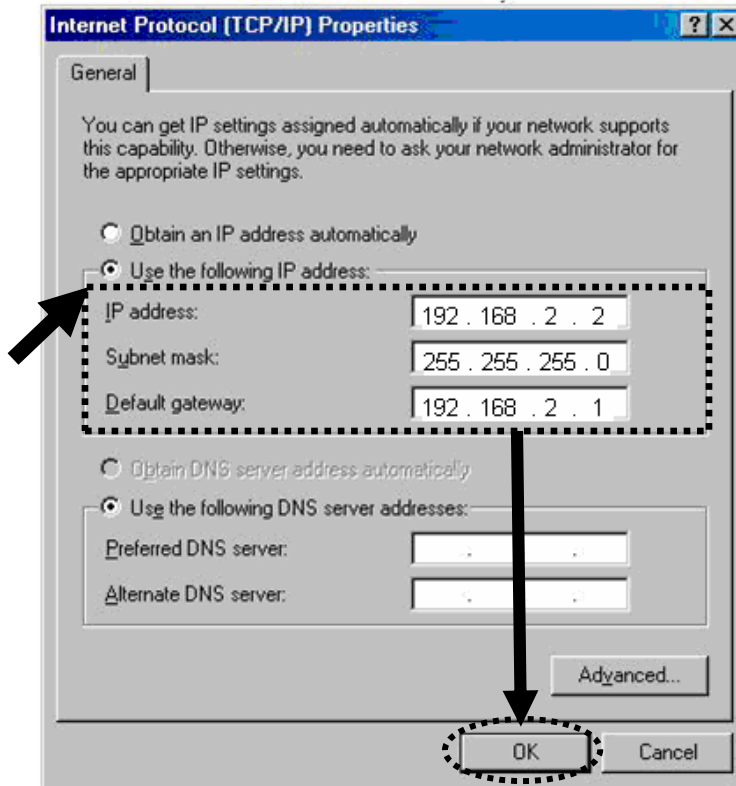 Internet Protocol (TCP/IP) Properties
General
You can get IP settings assigned automatically if your network supports
this capability. Otherwise, you need to ask your network administrator for
the appropriate IP settings.
Obtain an IP address automatically
Use the following IP address:
IP address: 192 . 168 . 2 . 2
Subnet mask: 255 . 255 . 255 . 0
Default gateway: 192 . 168 . 2 . 1
Obtain DNS server address automatically
Use the following DNS server addresses:
Preferred DNS server: . .
Alternate DNS server: . .
Advanced...
OK Cancel